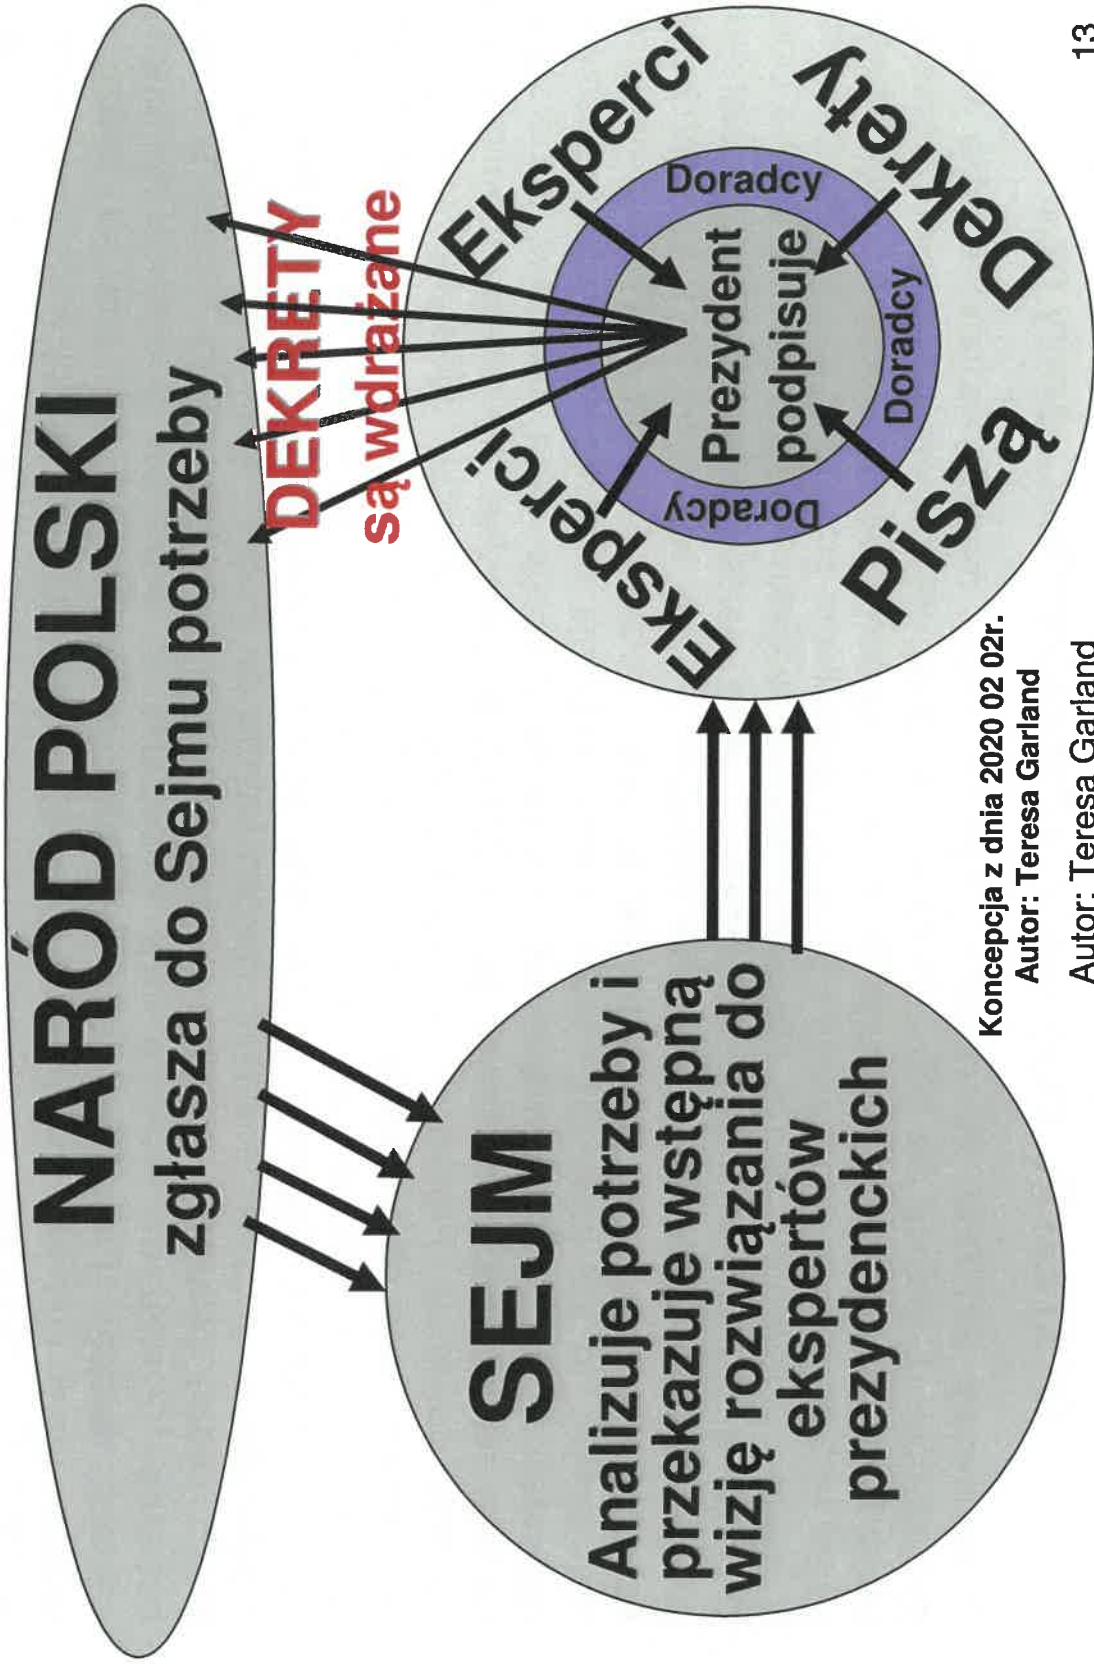 NARÓD POLSKI
zgłasza do Sejmu potrzeby
DEKRETY
są wdrażane
SEJM
Analizuje potrzeby i
przekazuje wstępną
wizję rozwiązania do
ekspertów
prezydenckich
Eksperci
Eksperci
Piszą
Dekrety
Doradcy
Doradcy
Doradcy
Prezydent
podpisuje
Koncepcja z dnia 2020 02 02r.
Autor: Teresa Garland
Autor: Teresa Garland
13